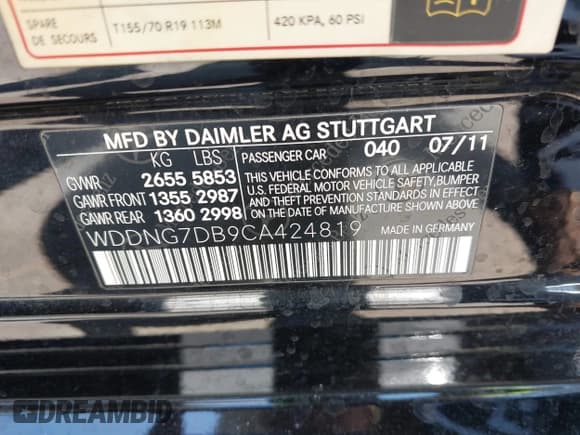 SPARE
DE SECOURS T155/70 R19 113M 420 KPA, 60 PSI
MFD BY DAIMLER AG STUTTGART
KG LBS PASSENGER CAR 040 07/11
GVWR 2655 5853
GAWR FRONT 1355 2987
GAWR REAR 1360 2998
THIS VEHICLE CONFORMS TO ALL APPLICABLE
U.S. FEDERAL MOTOR VEHICLE SAFETY, BUMPER
AND THEFT PREVENTION STANDARDS IN EFFECT
ON THE DATE OF MANUFACTURE SHOWN ABOVE.
WDDNG7DB9CA424819 MADE IN GERMANY
DREAMBID